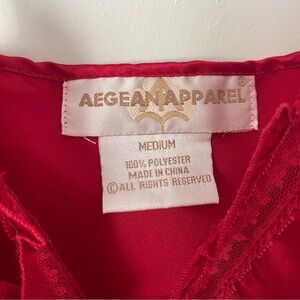 AEGEAN APPAREL®
MEDIUM
100% POLYESTER
MADE IN CHINA
©ALL RIGHTS RESERVED